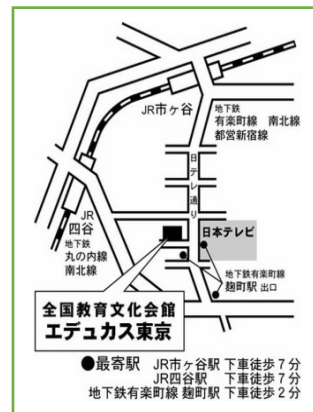 JR市ヶ谷
地下鉄
有楽町線 南北線
都営新宿線
日テレ通り
JR
四谷
地下鉄
丸の内線
南北線
日本テレビ
地下鉄有楽町線
麹町駅 出口
全国教育文化会館
エデュカス東京
●最寄駅 JR市ヶ谷駅 下車徒歩7分
JR四谷駅 下車徒歩7分
地下鉄有楽町線 麹町駅 下車徒歩2分